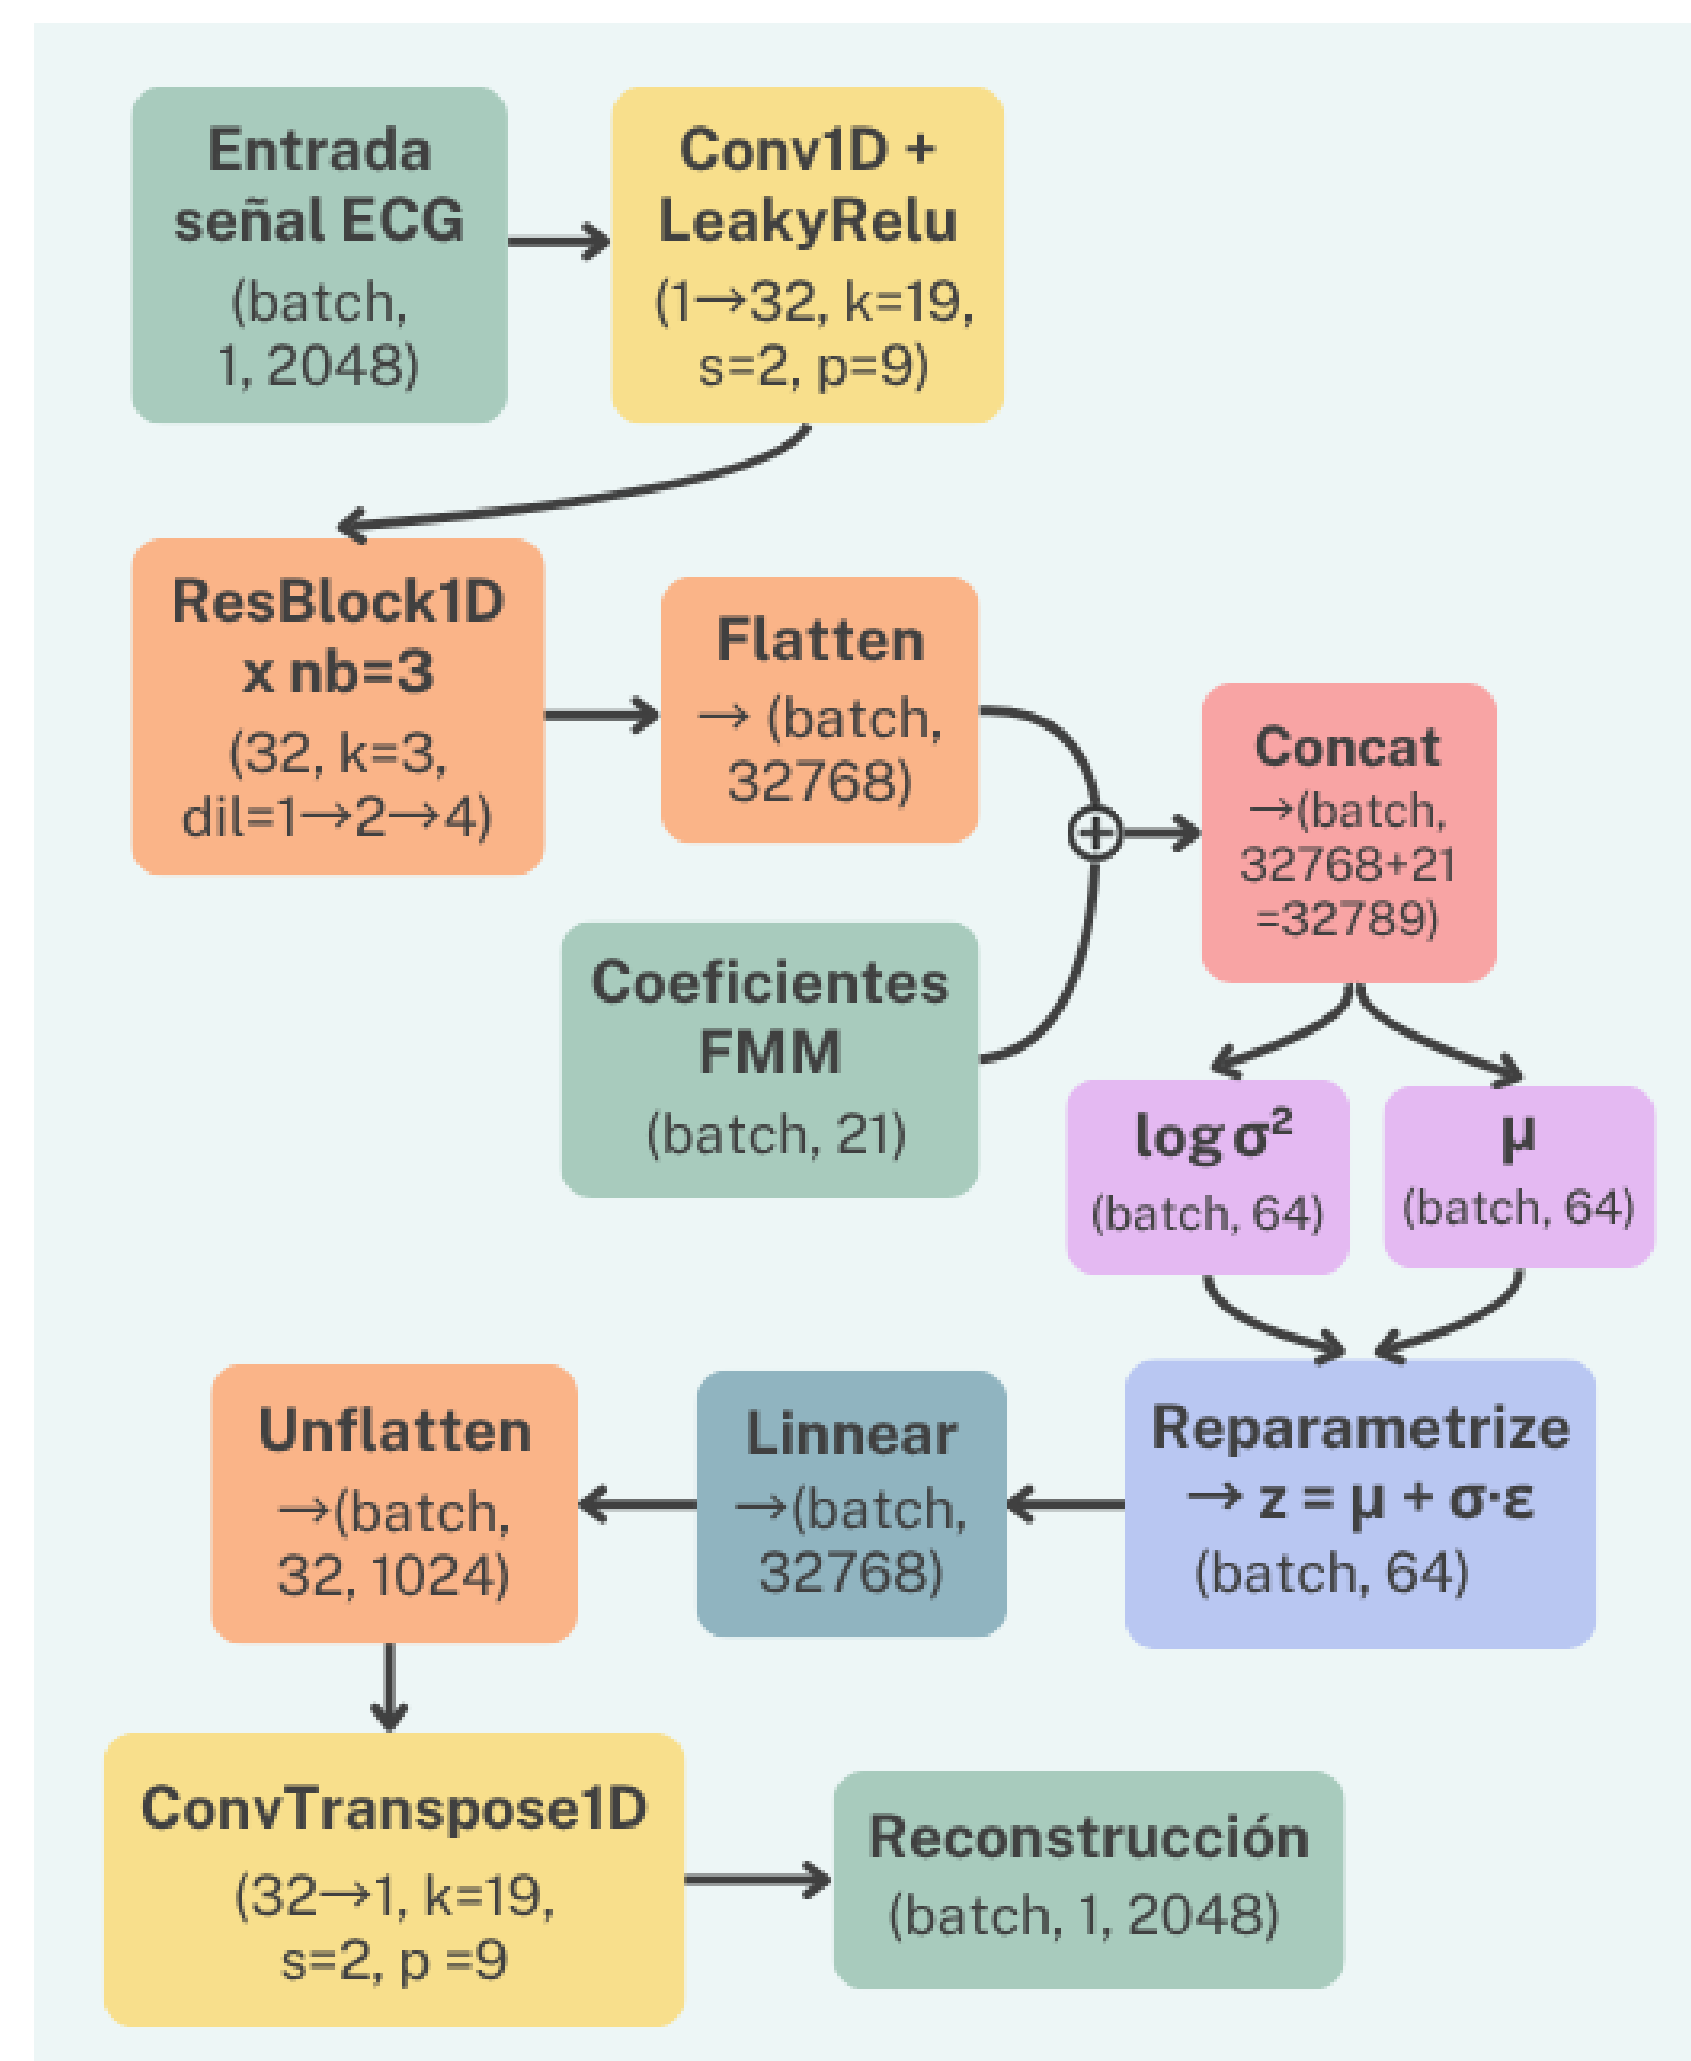 Entrada
señal ECG
(batch,
1, 2048)
Conv1D +
LeakyRelu
(1→32, k=19,
s=2, p=9)
ResBlock1D
x nb=3
(32, k=3,
dil=1→2→4)
Flatten
→ (batch,
32768)
Coeficientes
FMM
(batch, 21)
Concat
→(batch,
32768+21
=32789)
log σ²
(batch, 64)
μ
(batch, 64)
Reparametrize
→ z = μ + σ·ε
(batch, 64)
Linnear
→(batch,
32768)
Unflatten
→(batch,
32, 1024)
ConvTranspose1D
(32→1, k=19,
s=2, p =9
Reconstrucción
(batch, 1, 2048)